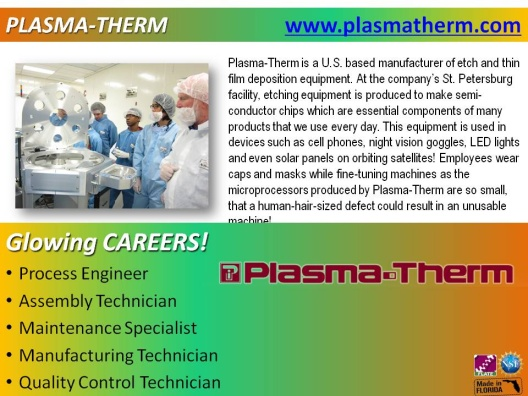 PLASMA-THERM
www.plasmatherm.com
Plasma-Therm is a U.S. based manufacturer of etch and thin
film deposition equipment. At the company's St. Petersburg
facility, etching equipment is produced to make semi-
conductor chips which are essential components of many
products that we use every day. This equipment is used in
devices such as cell phones, night vision goggles, LED lights
and even solar panels on orbiting satellites! Employees wear
caps and masks while fine-tuning machines as the
microprocessors produced by Plasma-Therm are so small,
that a human-hair-sized defect could result in an unusable
machine!
Glowing CAREERS!
• Process Engineer
• Assembly Technician
• Maintenance Specialist
• Manufacturing Technician
• Quality Control Technician
Plasma-Therm
FLATE
NSF
Made in
FLORIDA